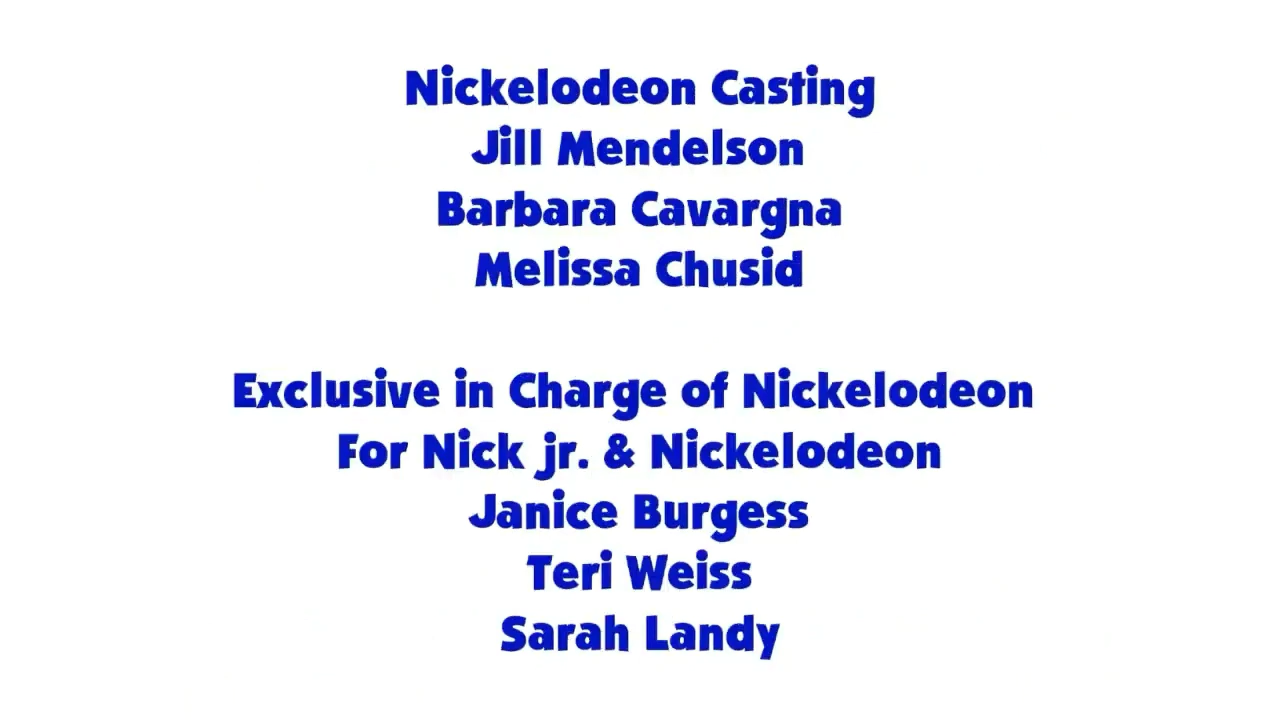 Nickelodeon Casting
Jill Mendelson
Barbara Cavargna
Melissa Chusid
Exclusive in Charge of Nickelodeon
For Nick jr. & Nickelodeon
Janice Burgess
Teri Weiss
Sarah Landy